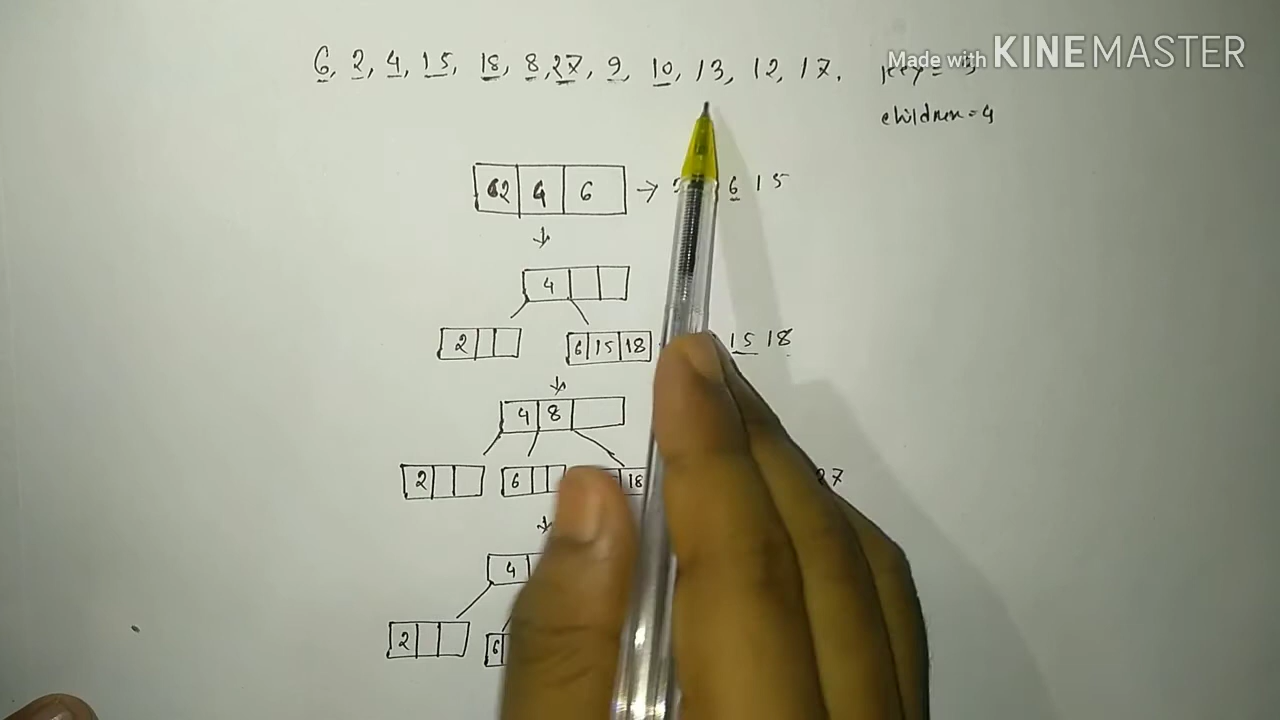 6, 2, 4, 15, 18, 8, 27, 9, 10, 13, 12, 17.
Made with KINEMASTER
children = 4
2 4 6 → 6 15
↓
4
2 6 15 18 15 18
↓
4 8
2 6 18 27
↓
4
2 6